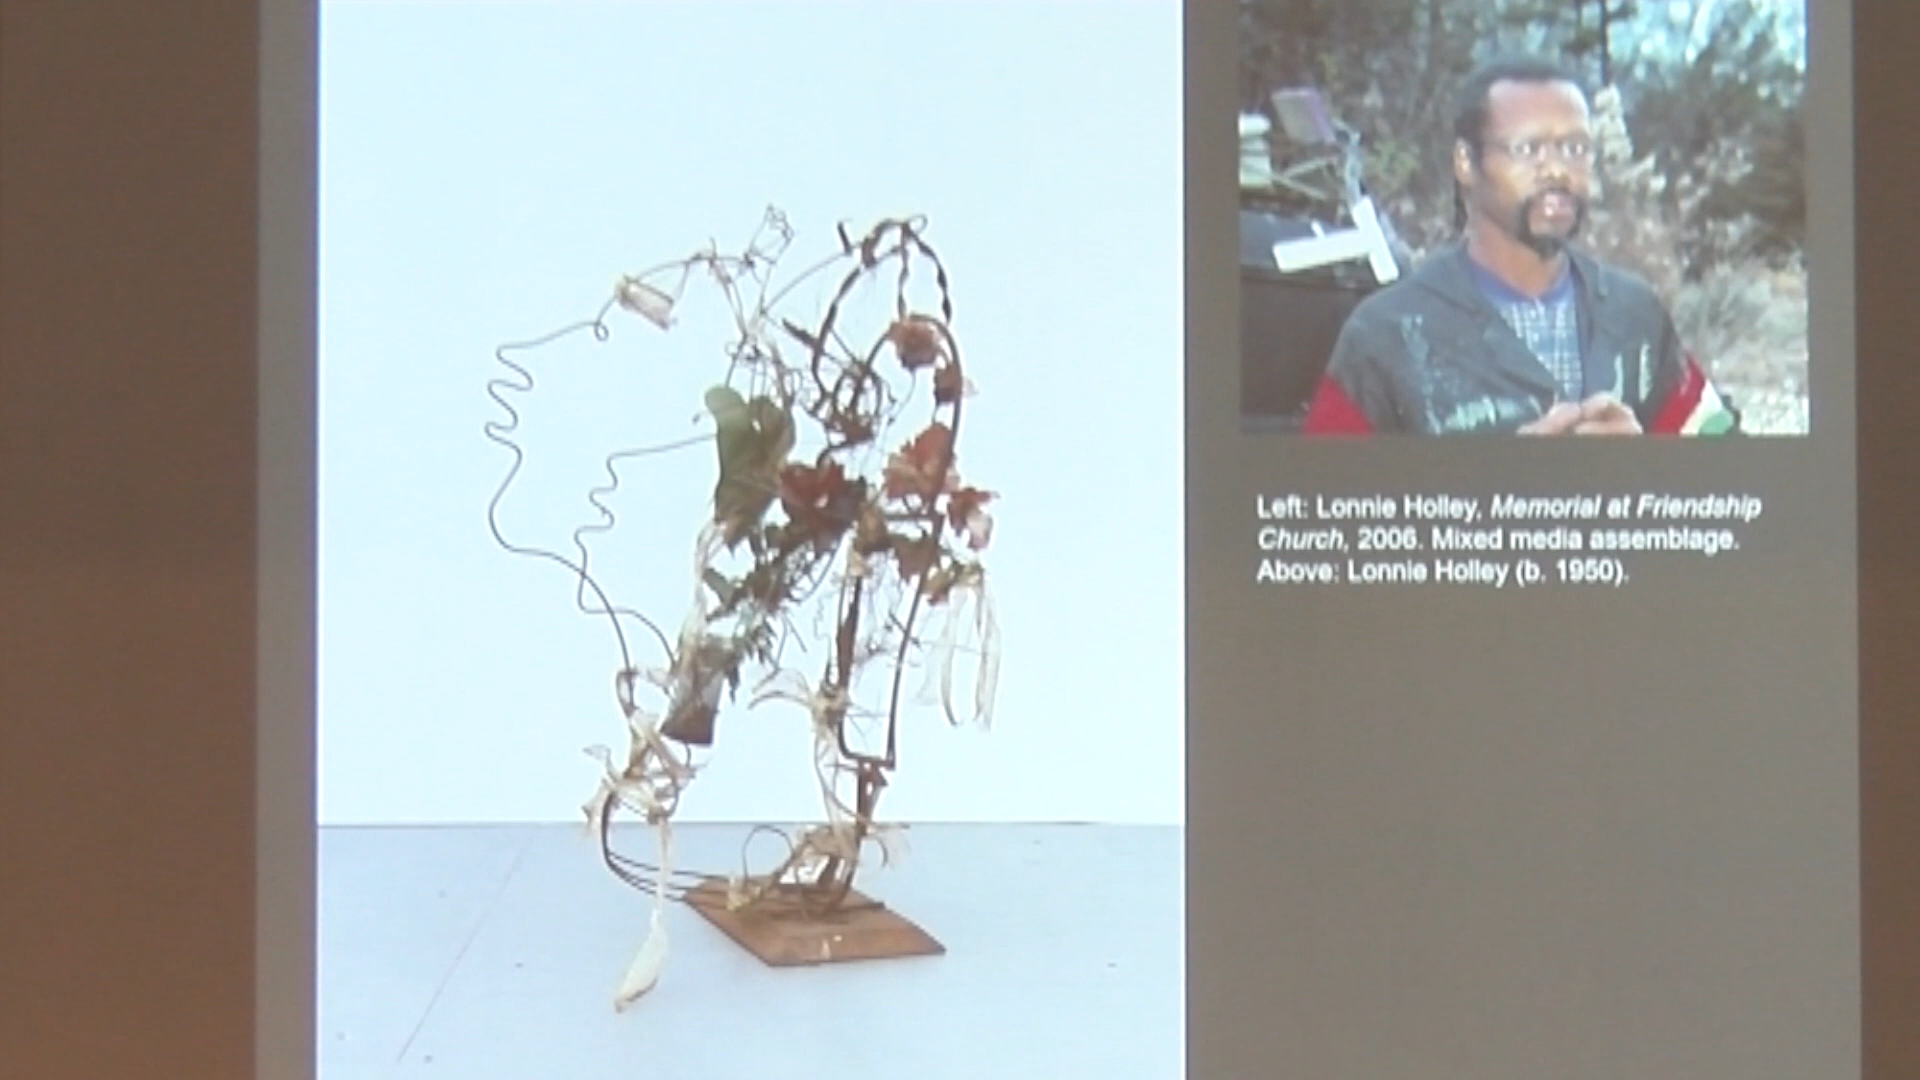 Left: Lonnie Holley, Memorial at Friendship
Church, 2006. Mixed media assemblage.
Above: Lonnie Holley (b. 1950).